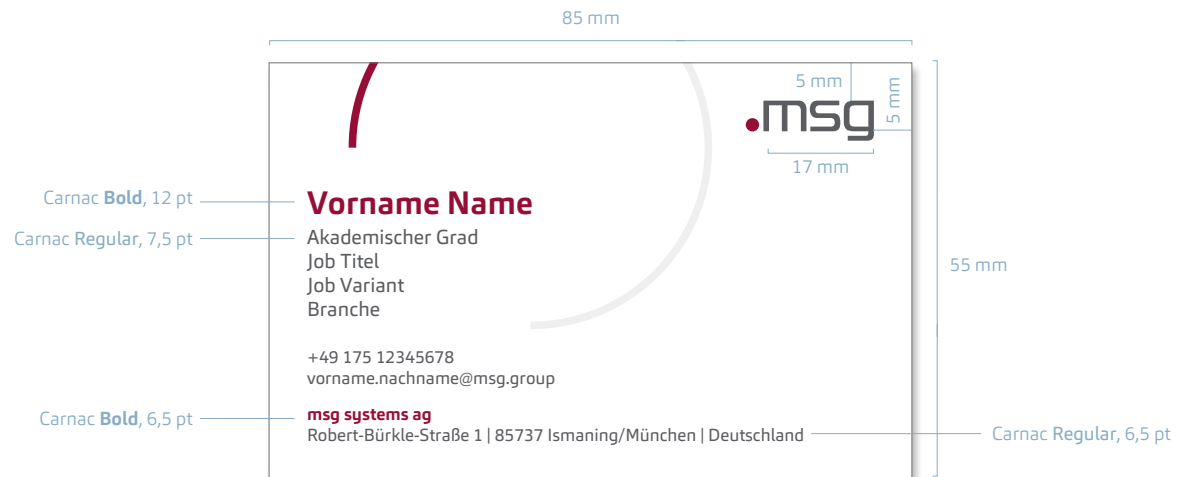 85 mm
5 mm
5 mm
.msg
17 mm
Carnac Bold, 12 pt
Vorname Name
Carnac Regular, 7,5 pt
Akademischer Grad
Job Titel
Job Variant
Branche
55 mm
+49 175 12345678
vorname.nachname@msg.group
Carnac Bold, 6,5 pt
msg systems ag
Robert-Bürkle-Straße 1 | 85737 Ismaning/München | Deutschland
Carnac Regular, 6,5 pt